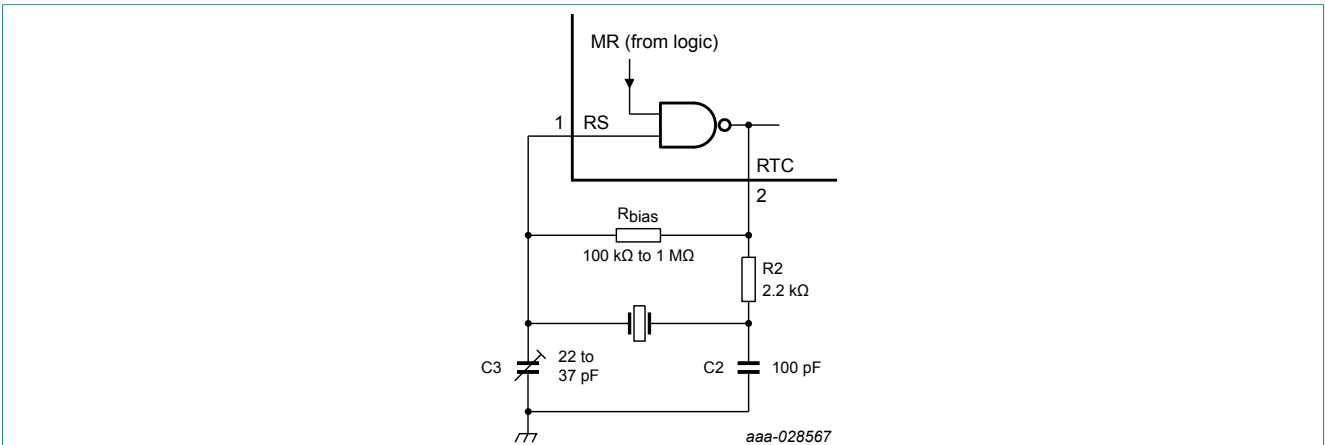 MR (from logic)
1
RS
RTC
2
Rbias
100 kΩ to 1 MΩ
R2
2.2 kΩ
C3
22 to
37 pF
C2
100 pF
aaa-028567